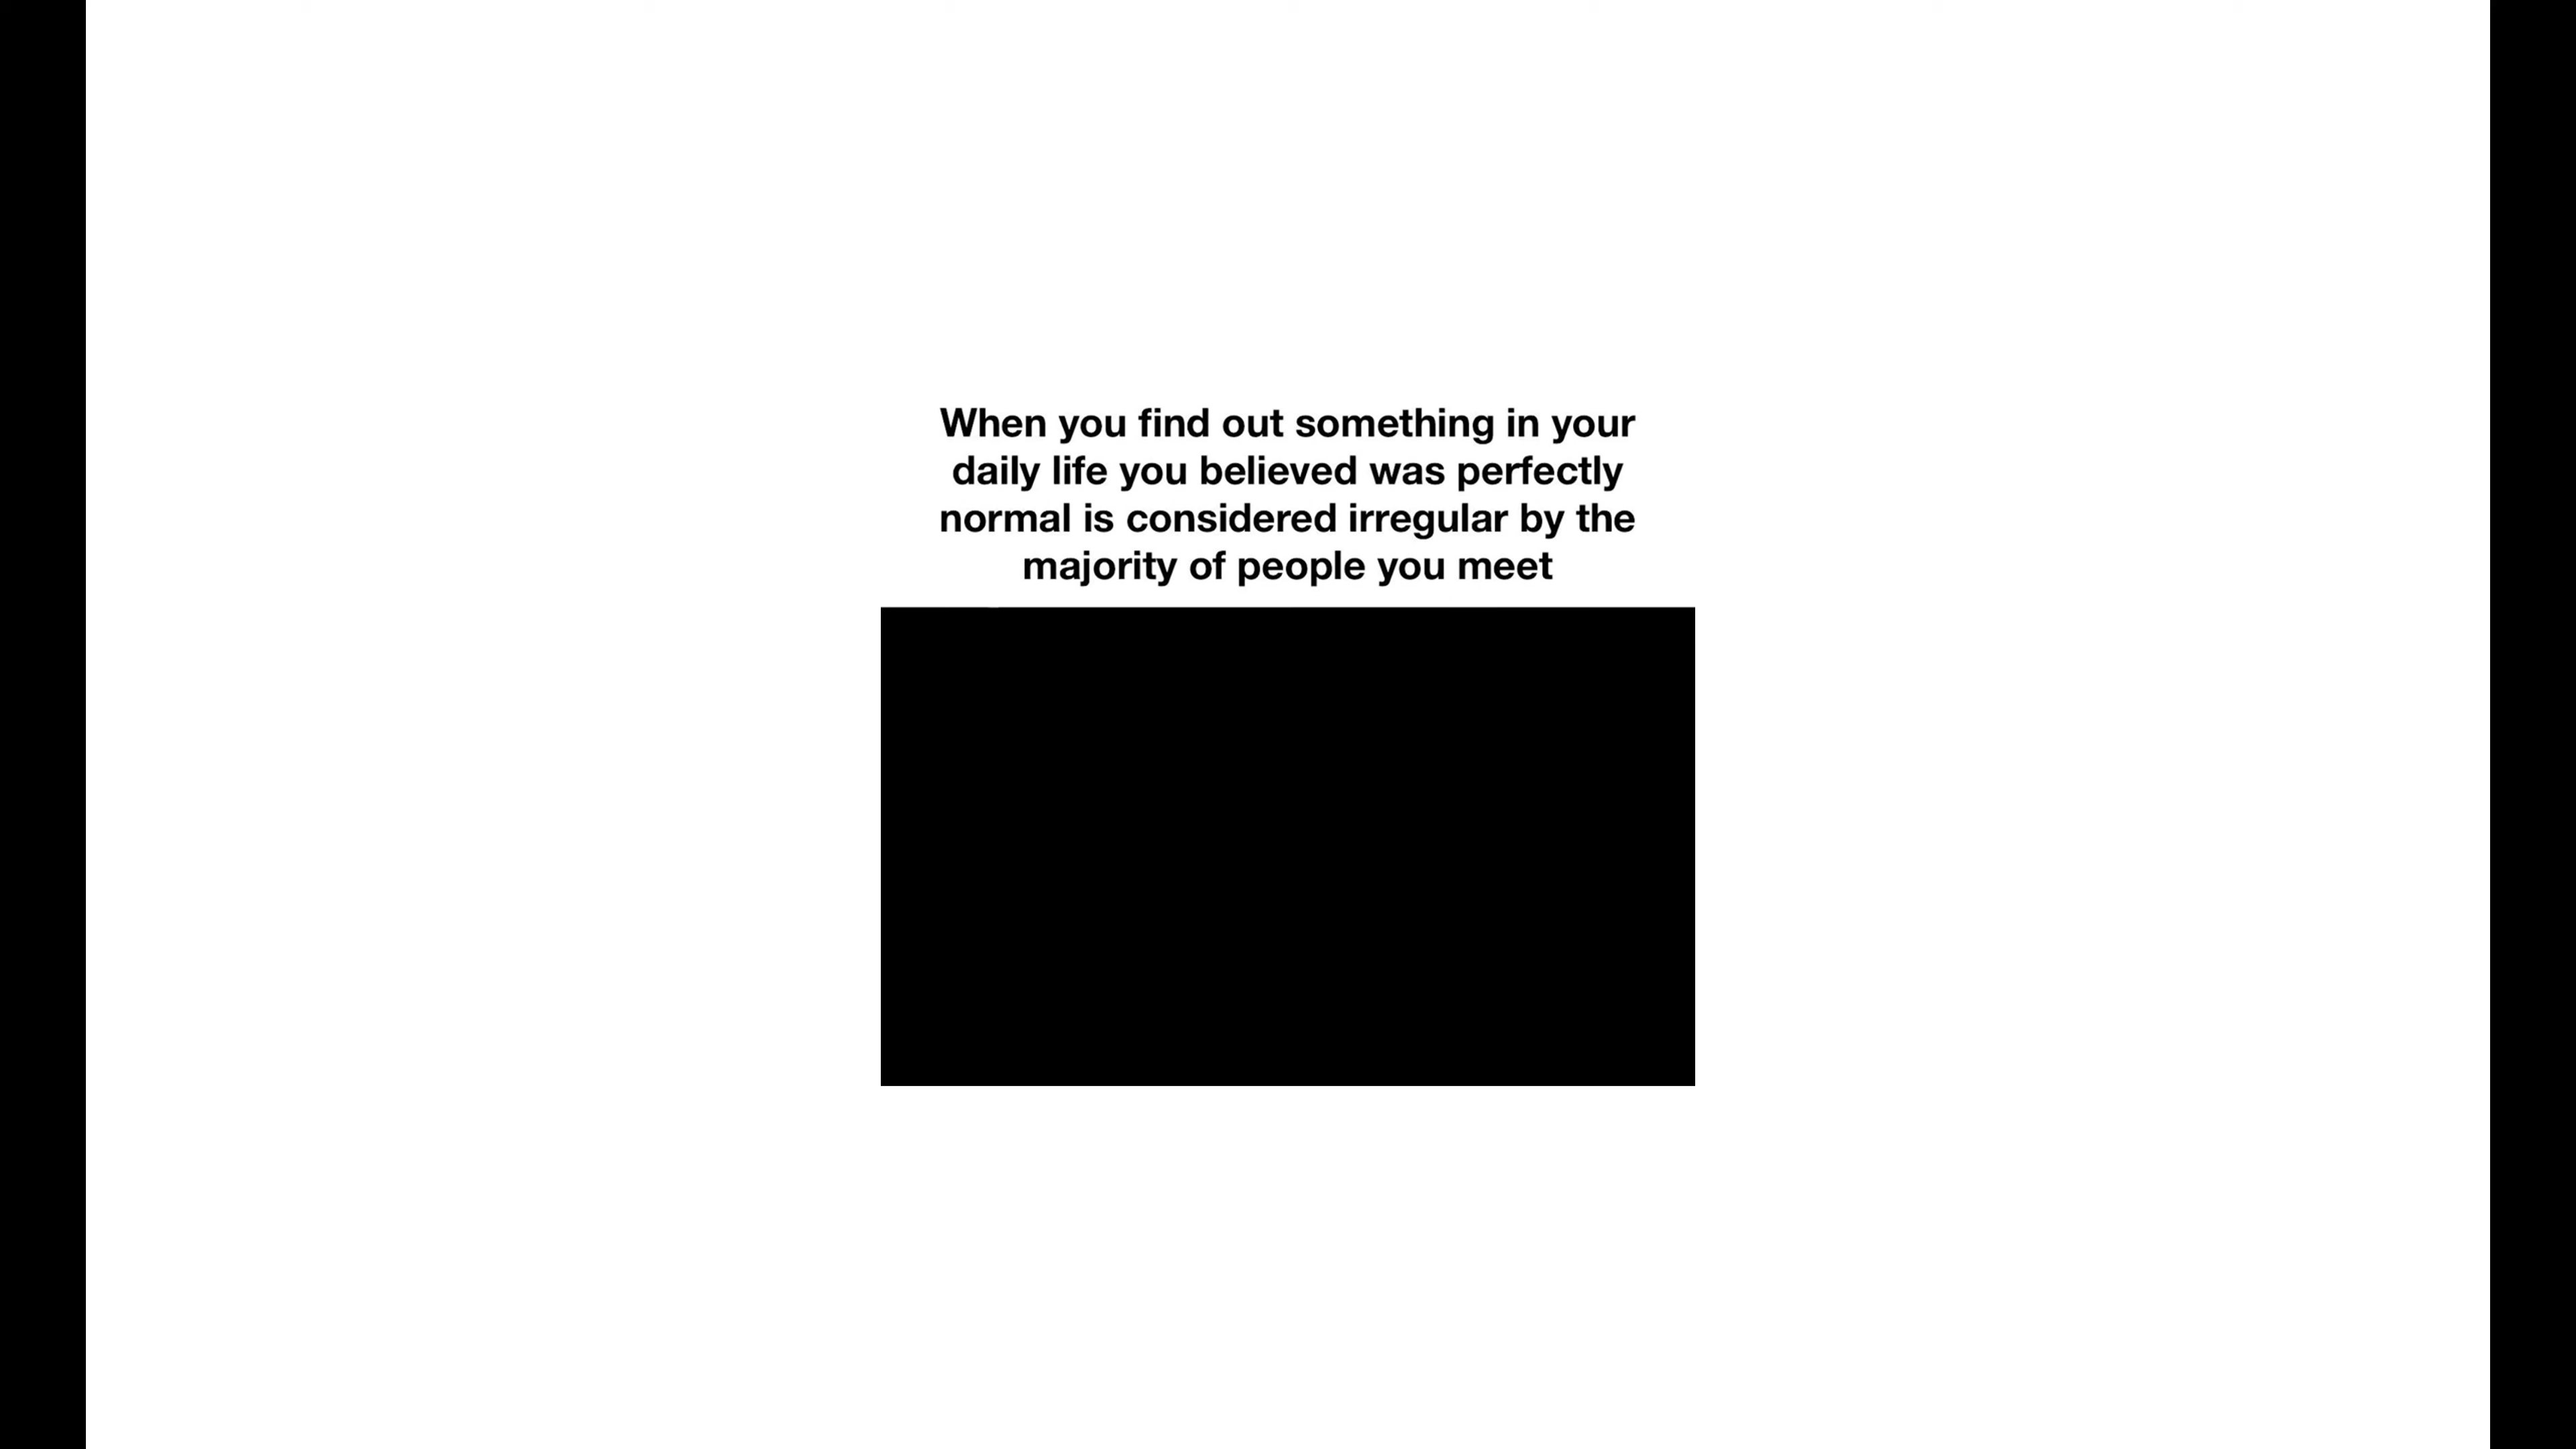 When you find out something in your
daily life you believed was perfectly
normal is considered irregular by the
majority of people you meet